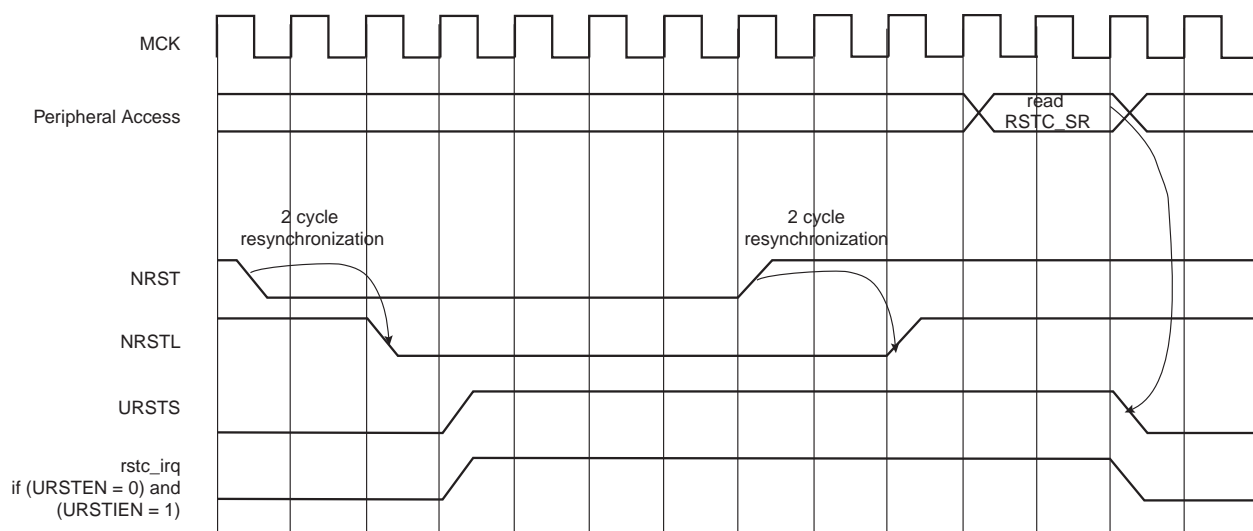 MCK
Peripheral Access
read
RSTC_SR
2 cycle
resynchronization
2 cycle
resynchronization
NRST
NRSTL
URSTS
rstc_irq
if (URSTEN = 0) and
(URSTIEN = 1)